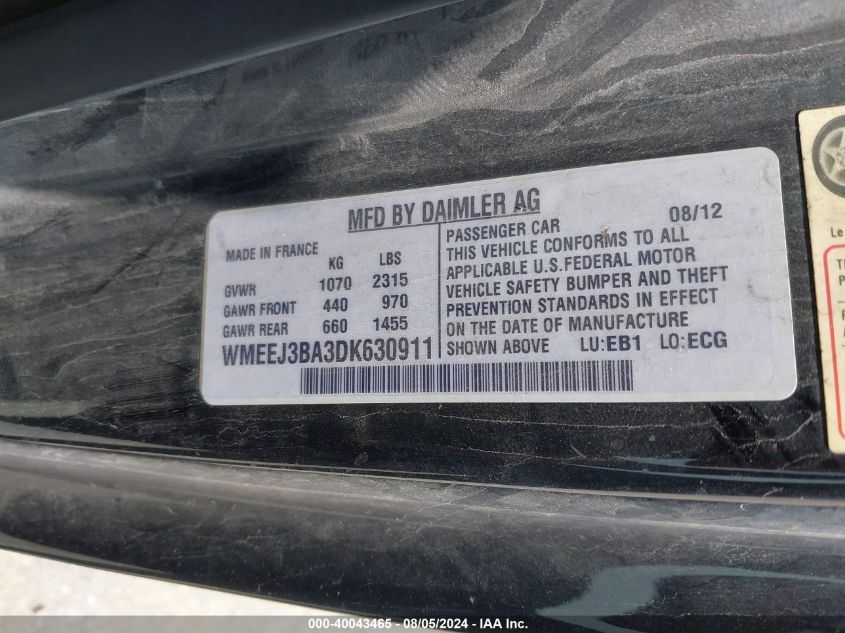 MFD BY DAIMLER AG
08/12
MADE IN FRANCE
KG LBS
GVWR 1070 2315
GAWR FRONT 440 970
GAWR REAR 660 1455
WMEEJ3BA3DK630911
PASSENGER CAR
THIS VEHICLE CONFORMS TO ALL
APPLICABLE U.S.FEDERAL MOTOR
VEHICLE SAFETY BUMPER AND THEFT
PREVENTION STANDARDS IN EFFECT
ON THE DATE OF MANUFACTURE
SHOWN ABOVE LU:EB1 LO:ECG
Le
000-40043465 - 08/05/2024 - IAAI.com